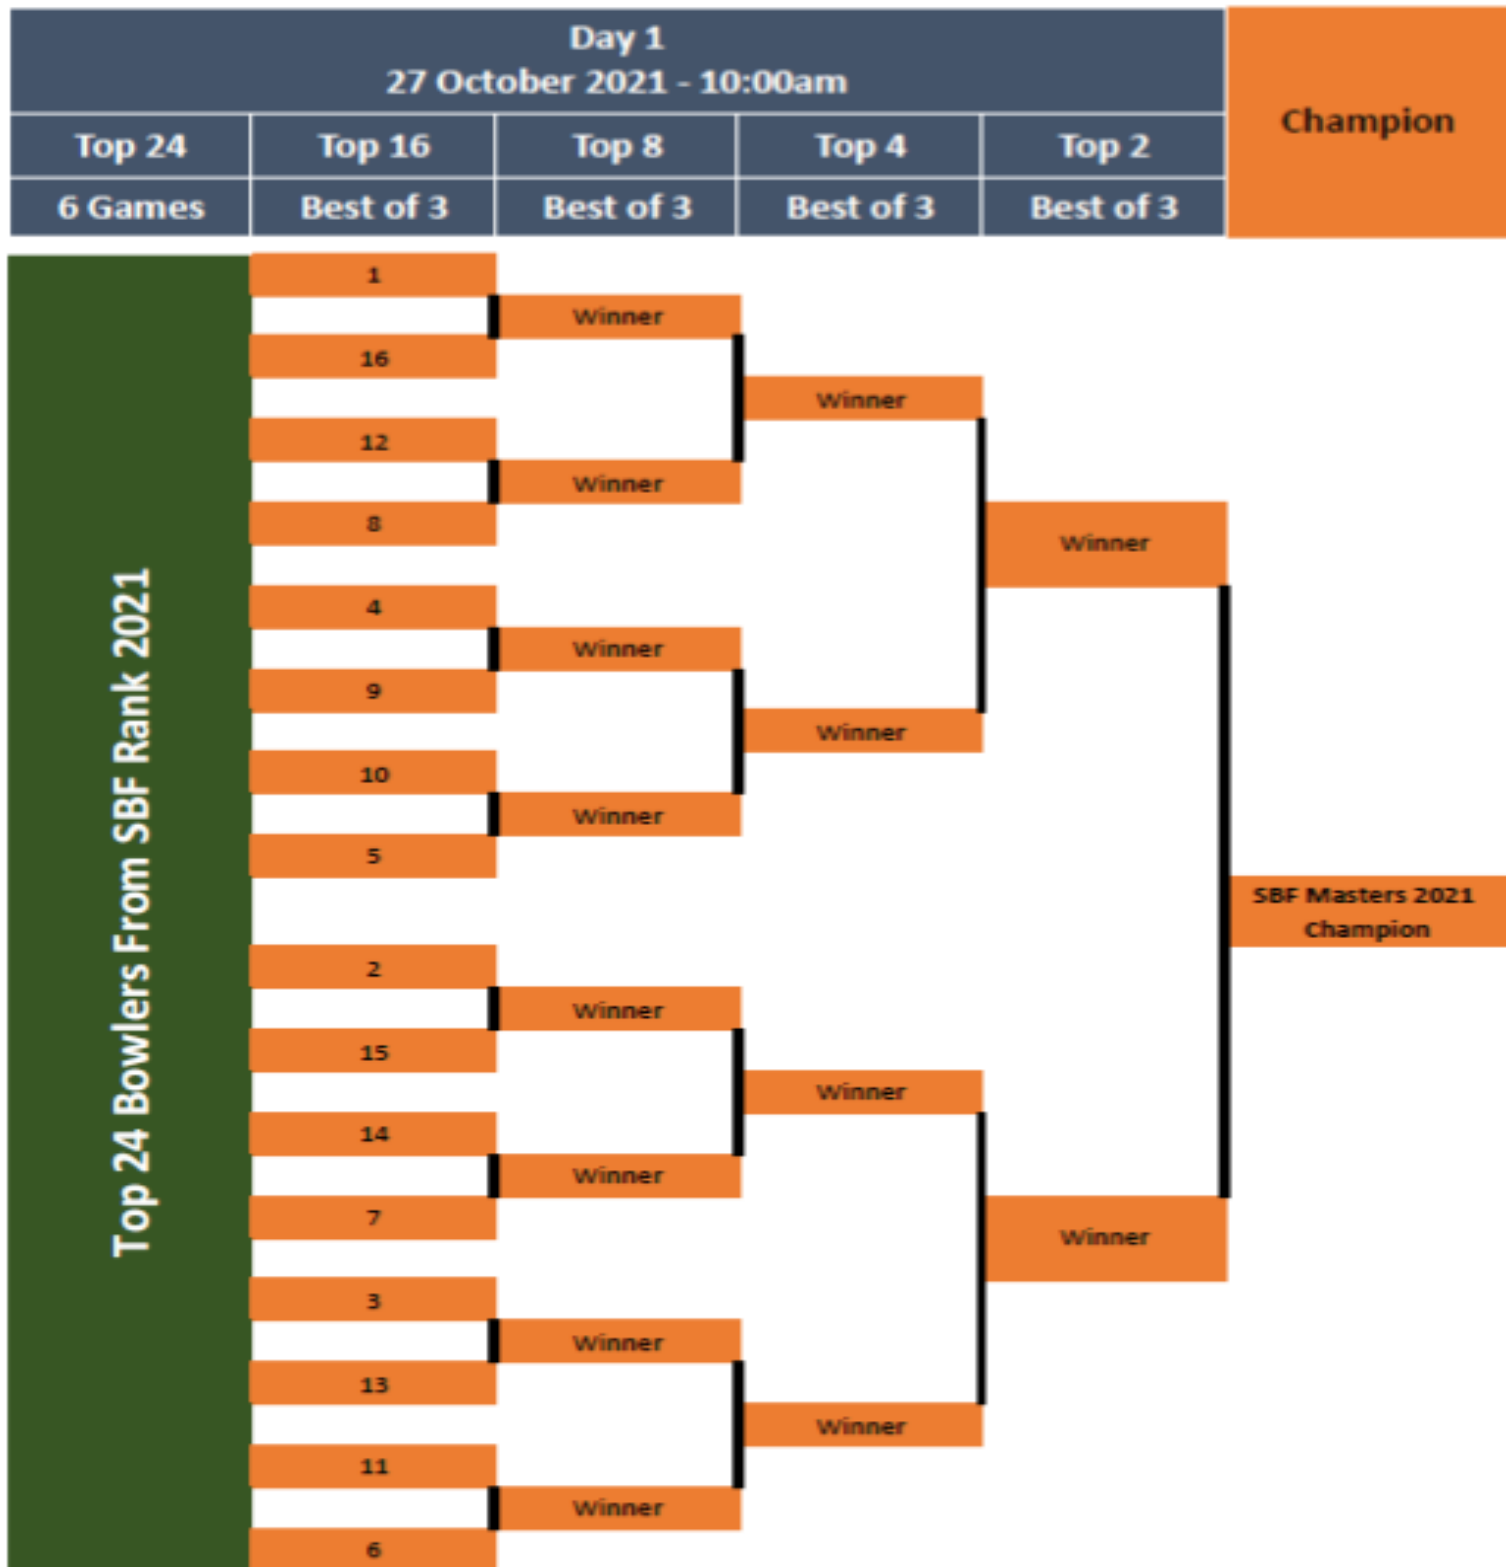 Day 1
27 October 2021 - 10:00am
Champion
Top 24
Top 16
Top 8
Top 4
Top 2
6 Games
Best of 3
Best of 3
Best of 3
Best of 3
Top 24 Bowlers From SBF Rank 2021
1
Winner
16
Winner
12
Winner
8
Winner
4
Winner
9
Winner
10
Winner
5
SBF Masters 2021
Champion
2
Winner
15
Winner
14
Winner
7
Winner
3
Winner
13
Winner
11
Winner
6